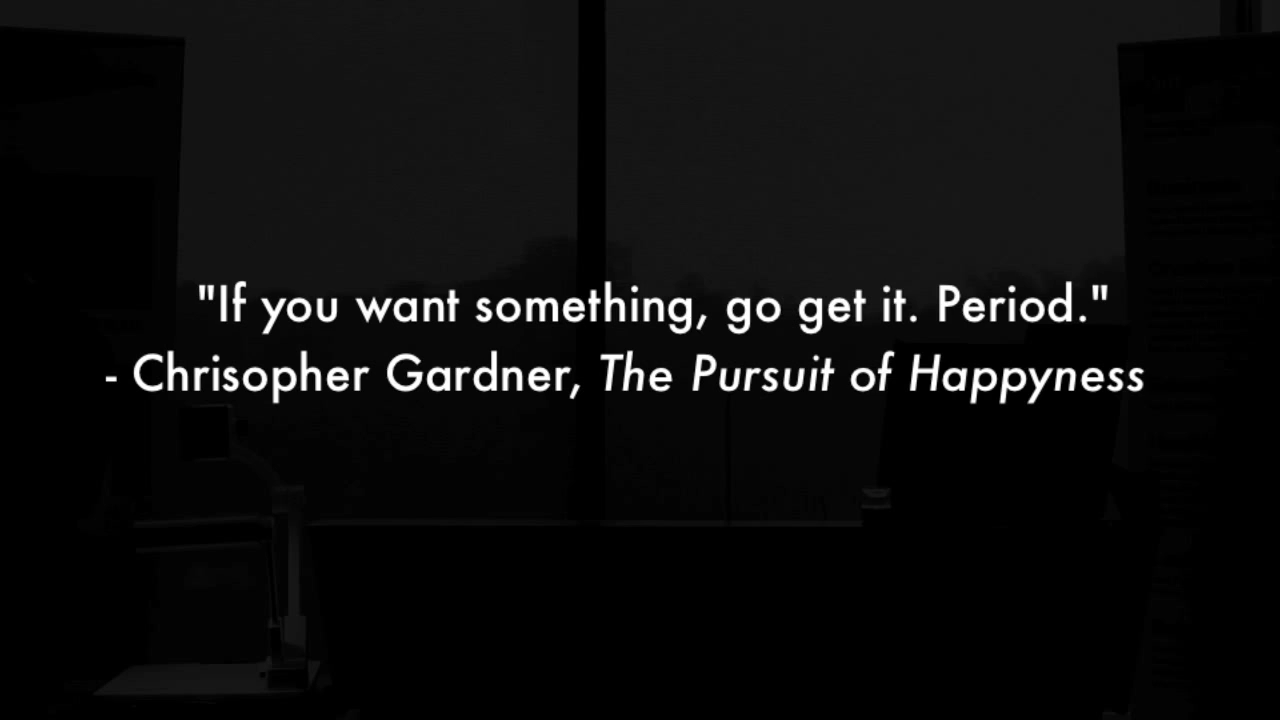 "If you want something, go get it. Period."
- Chrisopher Gardner, The Pursuit of Happyness